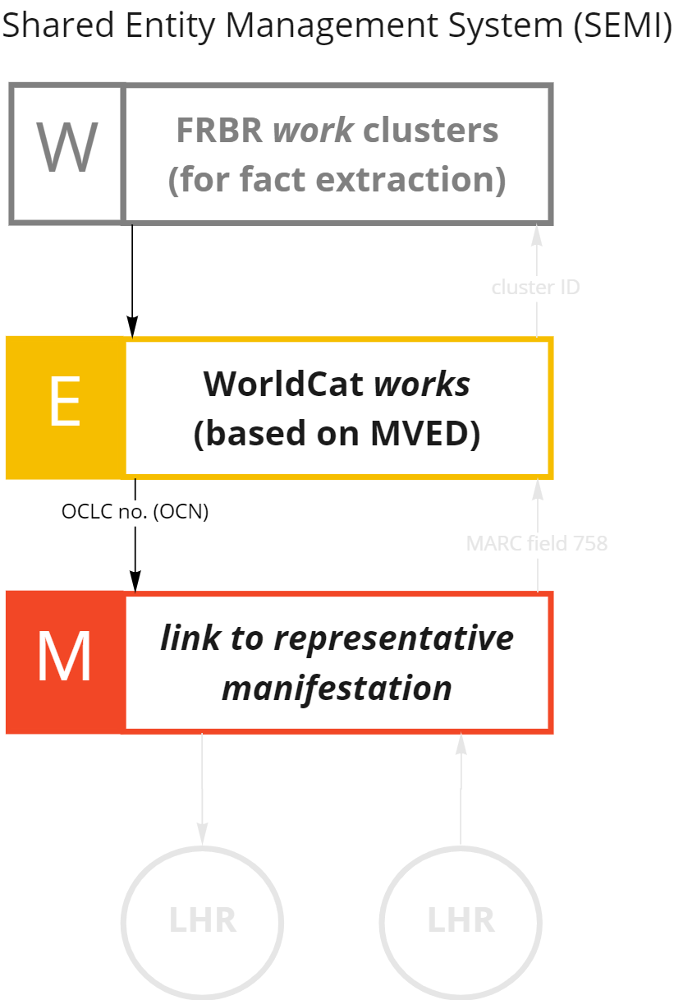 Shared Entity Management System (SEMI)
W
FRBR work clusters
(for fact extraction)
cluster ID
E
WorldCat works
(based on MVED)
OCLC no. (OCN)
MARC field 758
M
link to representative
manifestation
LHR
LHR